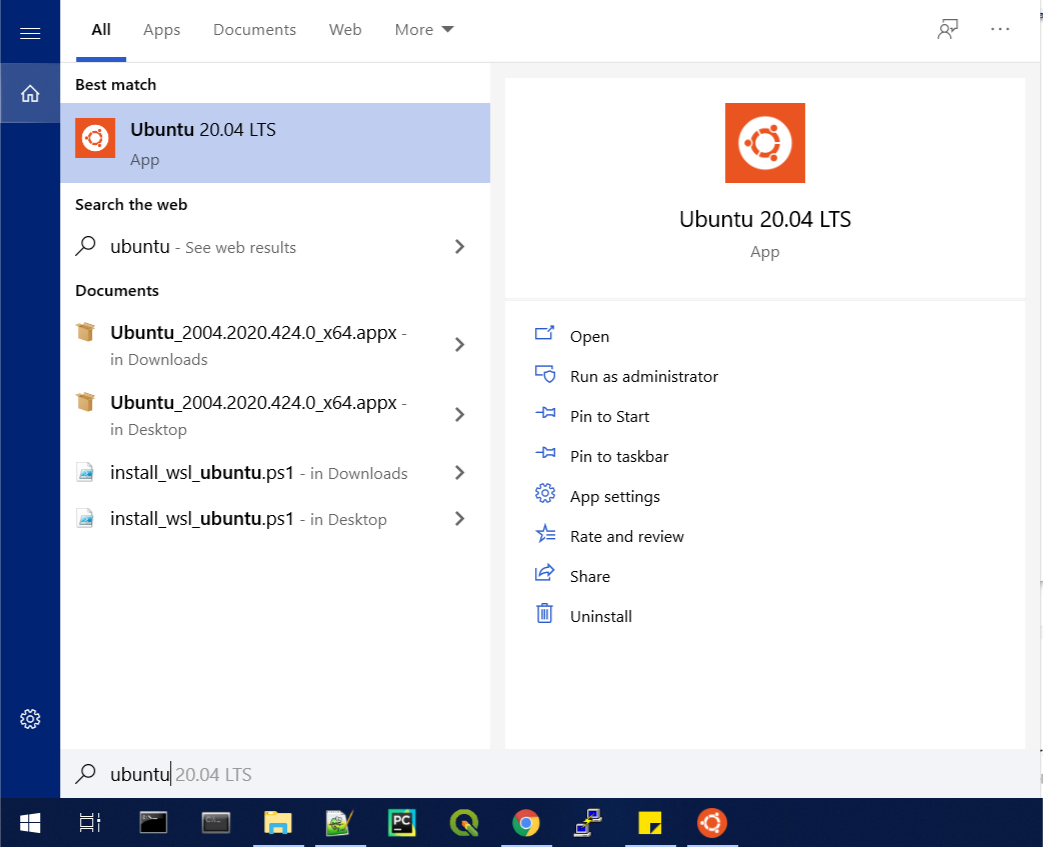 All Apps Documents Web More
Best match
Ubuntu 20.04 LTS
App
Search the web
ubuntu - See web results
Documents
Ubuntu_2004.2020.424.0_x64.appx -
in Downloads
Ubuntu_2004.2020.424.0_x64.appx -
in Desktop
install_wsl_ubuntu.ps1 - in Downloads
install_wsl_ubuntu.ps1 - in Desktop
Ubuntu 20.04 LTS
App
Open
Run as administrator
Pin to Start
Pin to taskbar
App settings
Rate and review
Share
Uninstall
ubuntu 20.04 LTS
PC